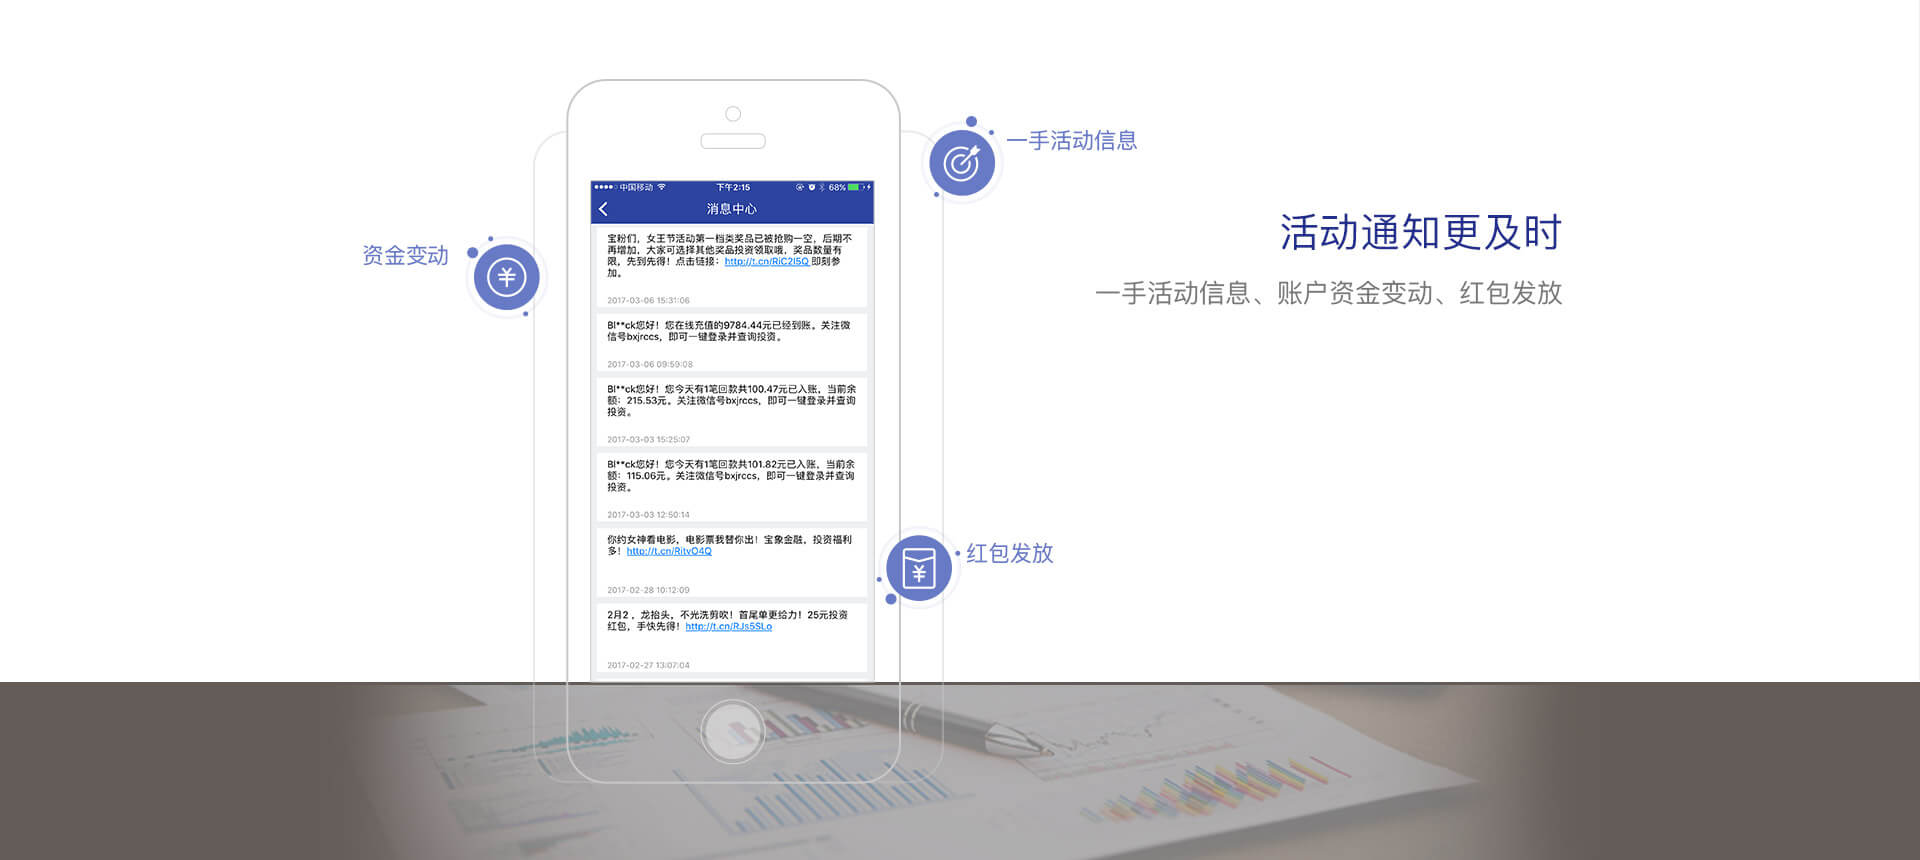 一手活动信息
资金变动
红包发放
活动通知更及时
一手活动信息、账户资金变动、红包发放
中国移动
下午2:15
68%
消息中心
宝粉们，女王节活动第一档类奖品已被抢购一空，后期不
再增加，大家可选择其他奖品投资领取哦，奖品数量有
限，先到先得！点击链接：http://t.cn/RiC2I5Q 即刻参
加。
2017-03-06 15:31:06
Bl**ck您好！您在线充值的9784.44元已经到账。关注微
信号bxjrccs，即可一键登录并查询投资。
2017-03-06 09:59:08
Bl**ck您好！您今天有1笔回款共100.47元已入账，当前余
额：215.53元。关注微信号bxjrccs，即可一键登录并查询
投资。
2017-03-03 15:25:07
Bl**ck您好！您今天有1笔回款共101.82元已入账，当前余
额：115.06元。关注微信号bxjrccs，即可一键登录并查询
投资。
2017-03-03 12:50:14
你约女神看电影，电影票我替你出！宝象金融，投资福利
多！http://t.cn/RitvO4Q
2017-02-28 10:12:09
2月2，龙抬头，不光洗剪吹！首尾单更给力！25元投资
红包，手快先得！http://t.cn/RJs5SLo
2017-02-27 13:07:04